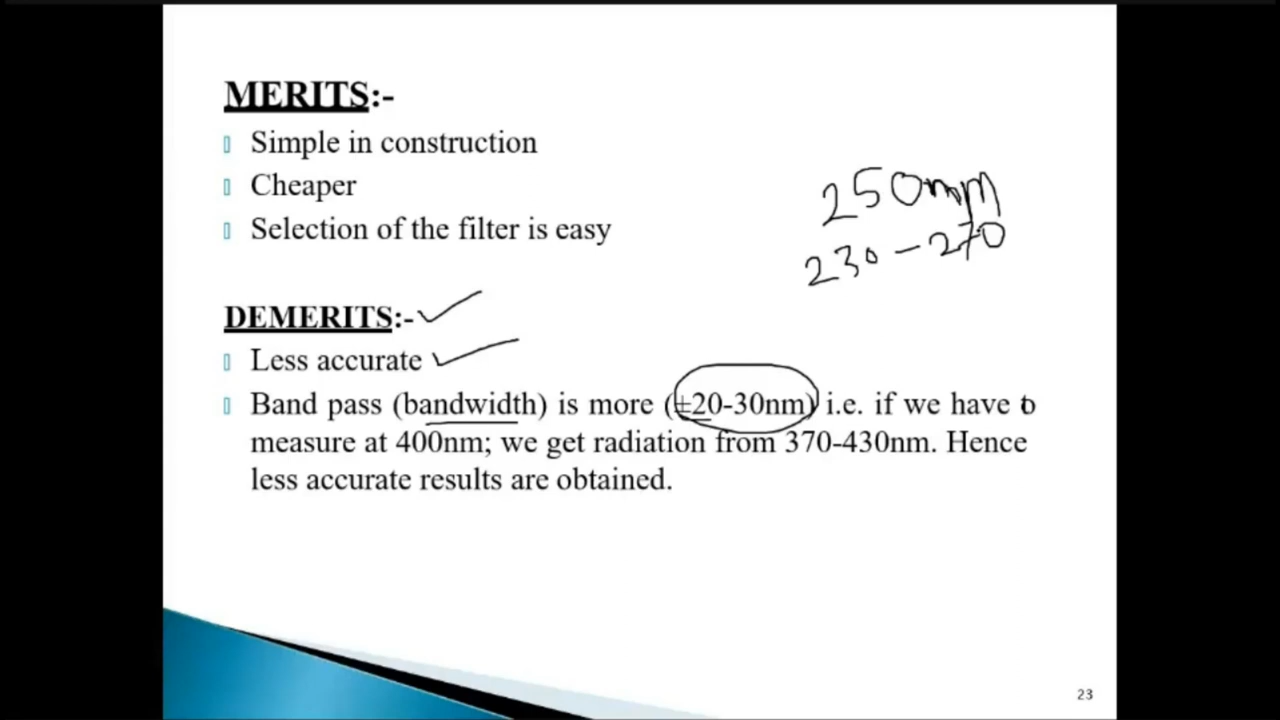 MERITS:-
Simple in construction
Cheaper
Selection of the filter is easy
250nm
230-270
DEMERITS:-
Less accurate
Band pass (bandwidth) is more (±20-30nm) i.e. if we have to
measure at 400nm; we get radiation from 370-430nm. Hence
less accurate results are obtained.
23